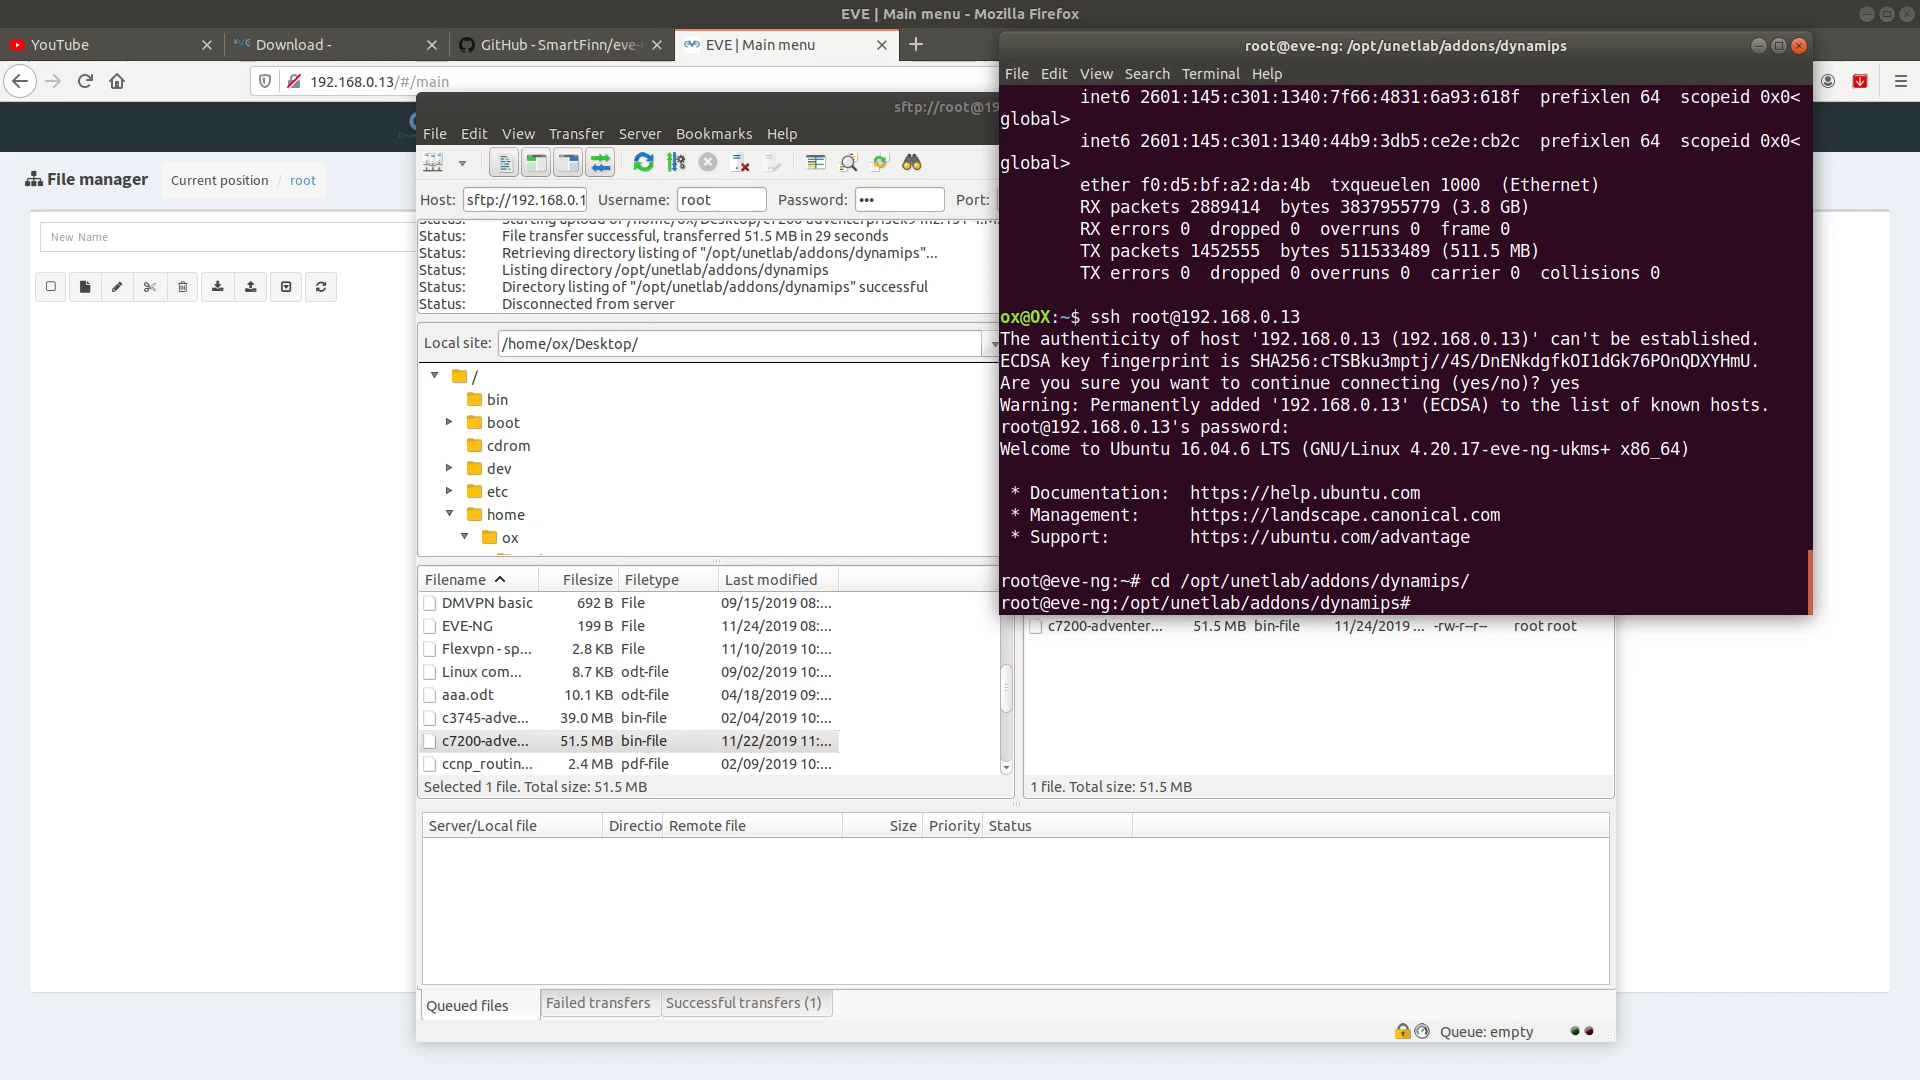 EVE | Main menu - Mozilla Firefox
YouTube
Download -
GitHub - SmartFinn/eve-
EVE | Main menu
192.168.0.13/#/main
File manager
Current position / root
New Name
sftp://root@19
File Edit View Transfer Server Bookmarks Help
Host: sftp://192.168.0.1 Username: root Password: ••• Port:
Status: File transfer successful, transferred 51.5 MB in 29 seconds
Status: Retrieving directory listing of "/opt/unetlab/addons/dynamips"...
Status: Listing directory /opt/unetlab/addons/dynamips
Status: Directory listing of "/opt/unetlab/addons/dynamips" successful
Status: Disconnected from server
Local site: /home/ox/Desktop/
/
bin
boot
cdrom
dev
etc
home
ox
Filename Filesize Filetype Last modified
DMVPN basic 692 B File 09/15/2019 08:...
EVE-NG 199 B File 11/24/2019 08:...
Flexvpn - sp... 2.8 KB File 11/10/2019 10:...
Linux com... 8.7 KB odt-file 09/02/2019 10:...
aaa.odt 10.1 KB odt-file 04/18/2019 09:...
c3745-adve... 39.0 MB bin-file 02/04/2019 10:...
c7200-adve... 51.5 MB bin-file 11/22/2019 11:...
ccnp_routin... 2.4 MB pdf-file 02/09/2019 10:...
Selected 1 file. Total size: 51.5 MB
c7200-adventer... 51.5 MB bin-file 11/24/2019 ... -rw-r--r-- root root
1 file. Total size: 51.5 MB
Server/Local file Directio Remote file Size Priority Status
Queued files Failed transfers Successful transfers (1)
Queue: empty
root@eve-ng: /opt/unetlab/addons/dynamips
File Edit View Search Terminal Help
inet6 2601:145:c301:1340:7f66:4831:6a93:618f prefixlen 64 scopeid 0x0<
global>
inet6 2601:145:c301:1340:44b9:3db5:ce2e:cb2c prefixlen 64 scopeid 0x0<
global>
ether f0:d5:bf:a2:da:4b txqueuelen 1000 (Ethernet)
RX packets 2889414 bytes 3837955779 (3.8 GB)
RX errors 0 dropped 0 overruns 0 frame 0
TX packets 1452555 bytes 511533489 (511.5 MB)
TX errors 0 dropped 0 overruns 0 carrier 0 collisions 0
ox@OX:~$ ssh root@192.168.0.13
The authenticity of host '192.168.0.13 (192.168.0.13)' can't be established.
ECDSA key fingerprint is SHA256:cTSBku3mptj//4S/DnENkdgfkOI1dGk76POnQDXYHmU.
Are you sure you want to continue connecting (yes/no)? yes
Warning: Permanently added '192.168.0.13' (ECDSA) to the list of known hosts.
root@192.168.0.13's password:
Welcome to Ubuntu 16.04.6 LTS (GNU/Linux 4.20.17-eve-ng-ukms+ x86_64)
* Documentation: https://help.ubuntu.com
* Management: https://landscape.canonical.com
* Support: https://ubuntu.com/advantage
root@eve-ng:~# cd /opt/unetlab/addons/dynamips/
root@eve-ng:/opt/unetlab/addons/dynamips#